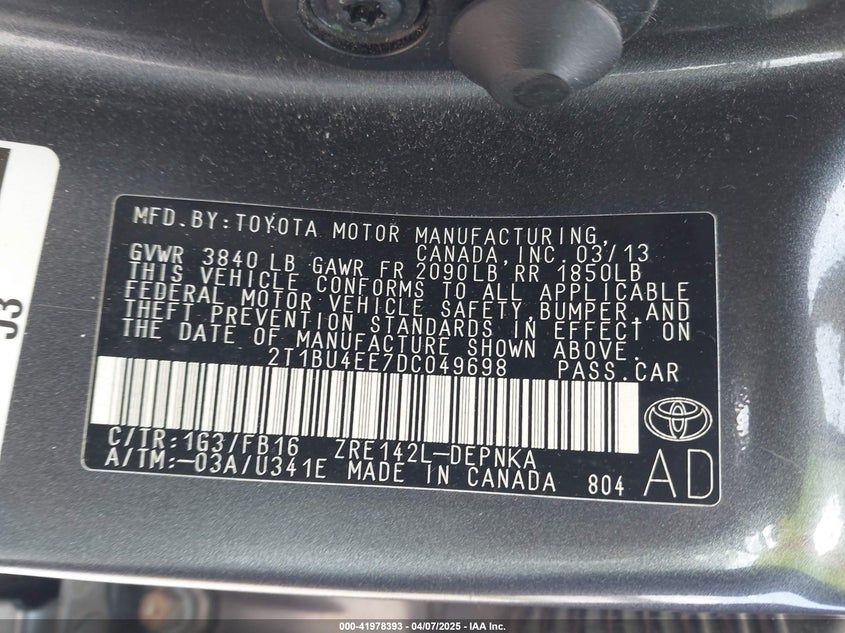 MFD.BY:TOYOTA MOTOR MANUFACTURING,
CANADA, INC. 03/13
GVWR 3840 LB GAWR FR 2090LB RR 1850LB
THIS VEHICLE CONFORMS TO ALL APPLICABLE
FEDERAL MOTOR VEHICLE SAFETY, BUMPER, AND
THEFT PREVENTION STANDARDS IN EFFECT ON
THE DATE OF MANUFACTURE SHOWN ABOVE.
2T1BU4EE7DC049698 PASS.CAR
C/TR:1G3/FB16 ZRE142L-DEPNKA
A/TM:-03A/U341E MADE IN CANADA 804
AD
J3
000-41978393 - 04/07/2025 - IAA Inc.